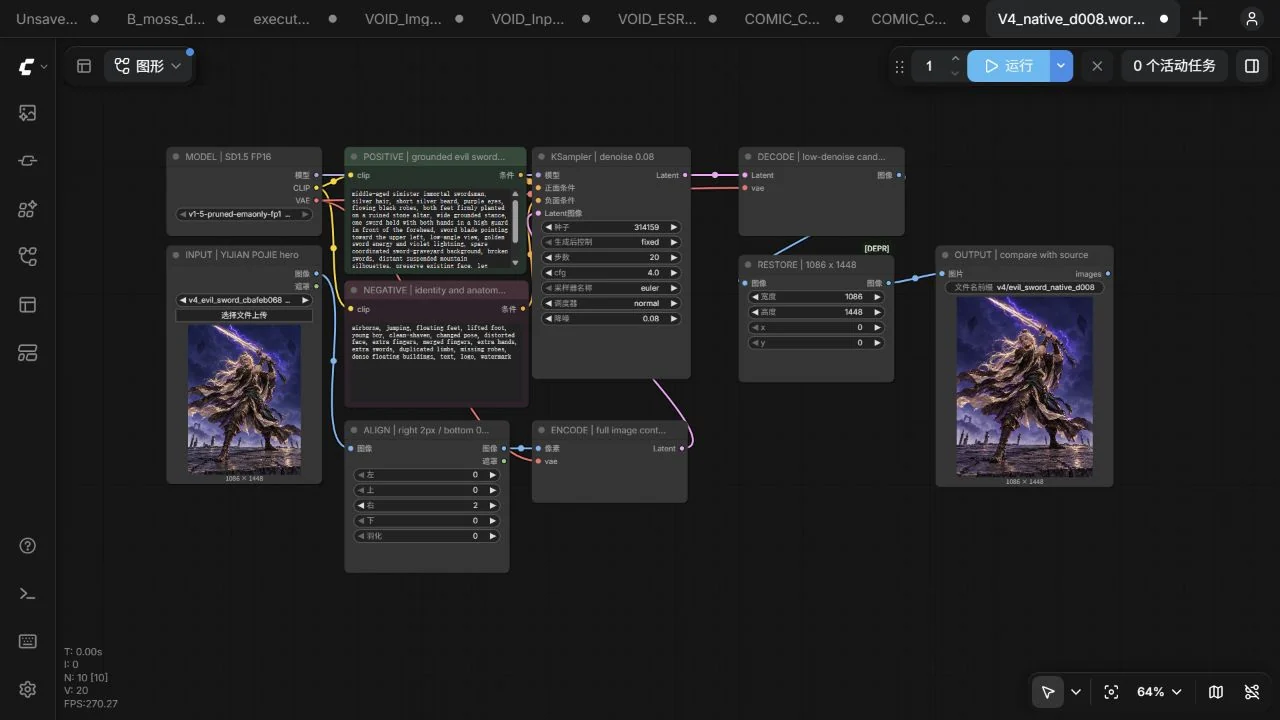 Unsave...
B_moss_d...
execut...
VOID_Img...
VOID_Inp...
VOID_ESR...
COMIC_C...
COMIC_C...
V4_native_d008.wor...
图形
1
运行
0 个活动任务
MODEL | SD1.5 FP16
模型
CLIP
VAE
v1-5-pruned-emaonly-fp1 ...
INPUT | YIJIAN POJIE hero
图像
遮罩
v4_evil_sword_cbafeb068 ...
选择文件上传
1086 × 1448
POSITIVE | grounded evil sword...
clip
条件
middle-aged sinister immortal swordsman,
silver hair, short silver beard, purple eyes,
flowing black robes, both feet firmly planted
on a ruined stone altar, wide grounded stance,
one sword held with both hands in a high guard
in front of the forehead, sword blade pointing
toward the upper left, low-angle view, golden
sword energy and violet lightning, spare
coordinated sword-graveyard background, broken
swords, distant suspended mountain
silhouettes, preserve existing face, leg
NEGATIVE | identity and anatom...
clip
条件
airborne, jumping, floating feet, lifted foot,
young boy, clean-shaven, changed pose, distorted
face, extra fingers, merged fingers, extra hands,
extra swords, duplicated limbs, missing robes,
dense floating buildings, text, logo, watermark
ALIGN | right 2px / bottom 0...
图像
图像
遮罩
左 0
上 0
右 2
下 0
羽化 0
KSampler | denoise 0.08
模型
Latent
正面条件
负面条件
Latent图像
种子 314159
生成后控制 fixed
步数 20
cfg 4.0
采样器名称 euler
调度器 normal
降噪 0.08
ENCODE | full image cont...
像素
Latent
vae
DECODE | low-denoise cand...
Latent
图像
vae
[DEPR]
RESTORE | 1086 x 1448
图像
图像
宽度 1086
高度 1448
x 0
y 0
OUTPUT | compare with source
图片
images
文件名前缀 v4/evil_sword_native_d008
1086 × 1448
T: 0.00s
I: 0
N: 10 [10]
V: 20
FPS:270.27
64%